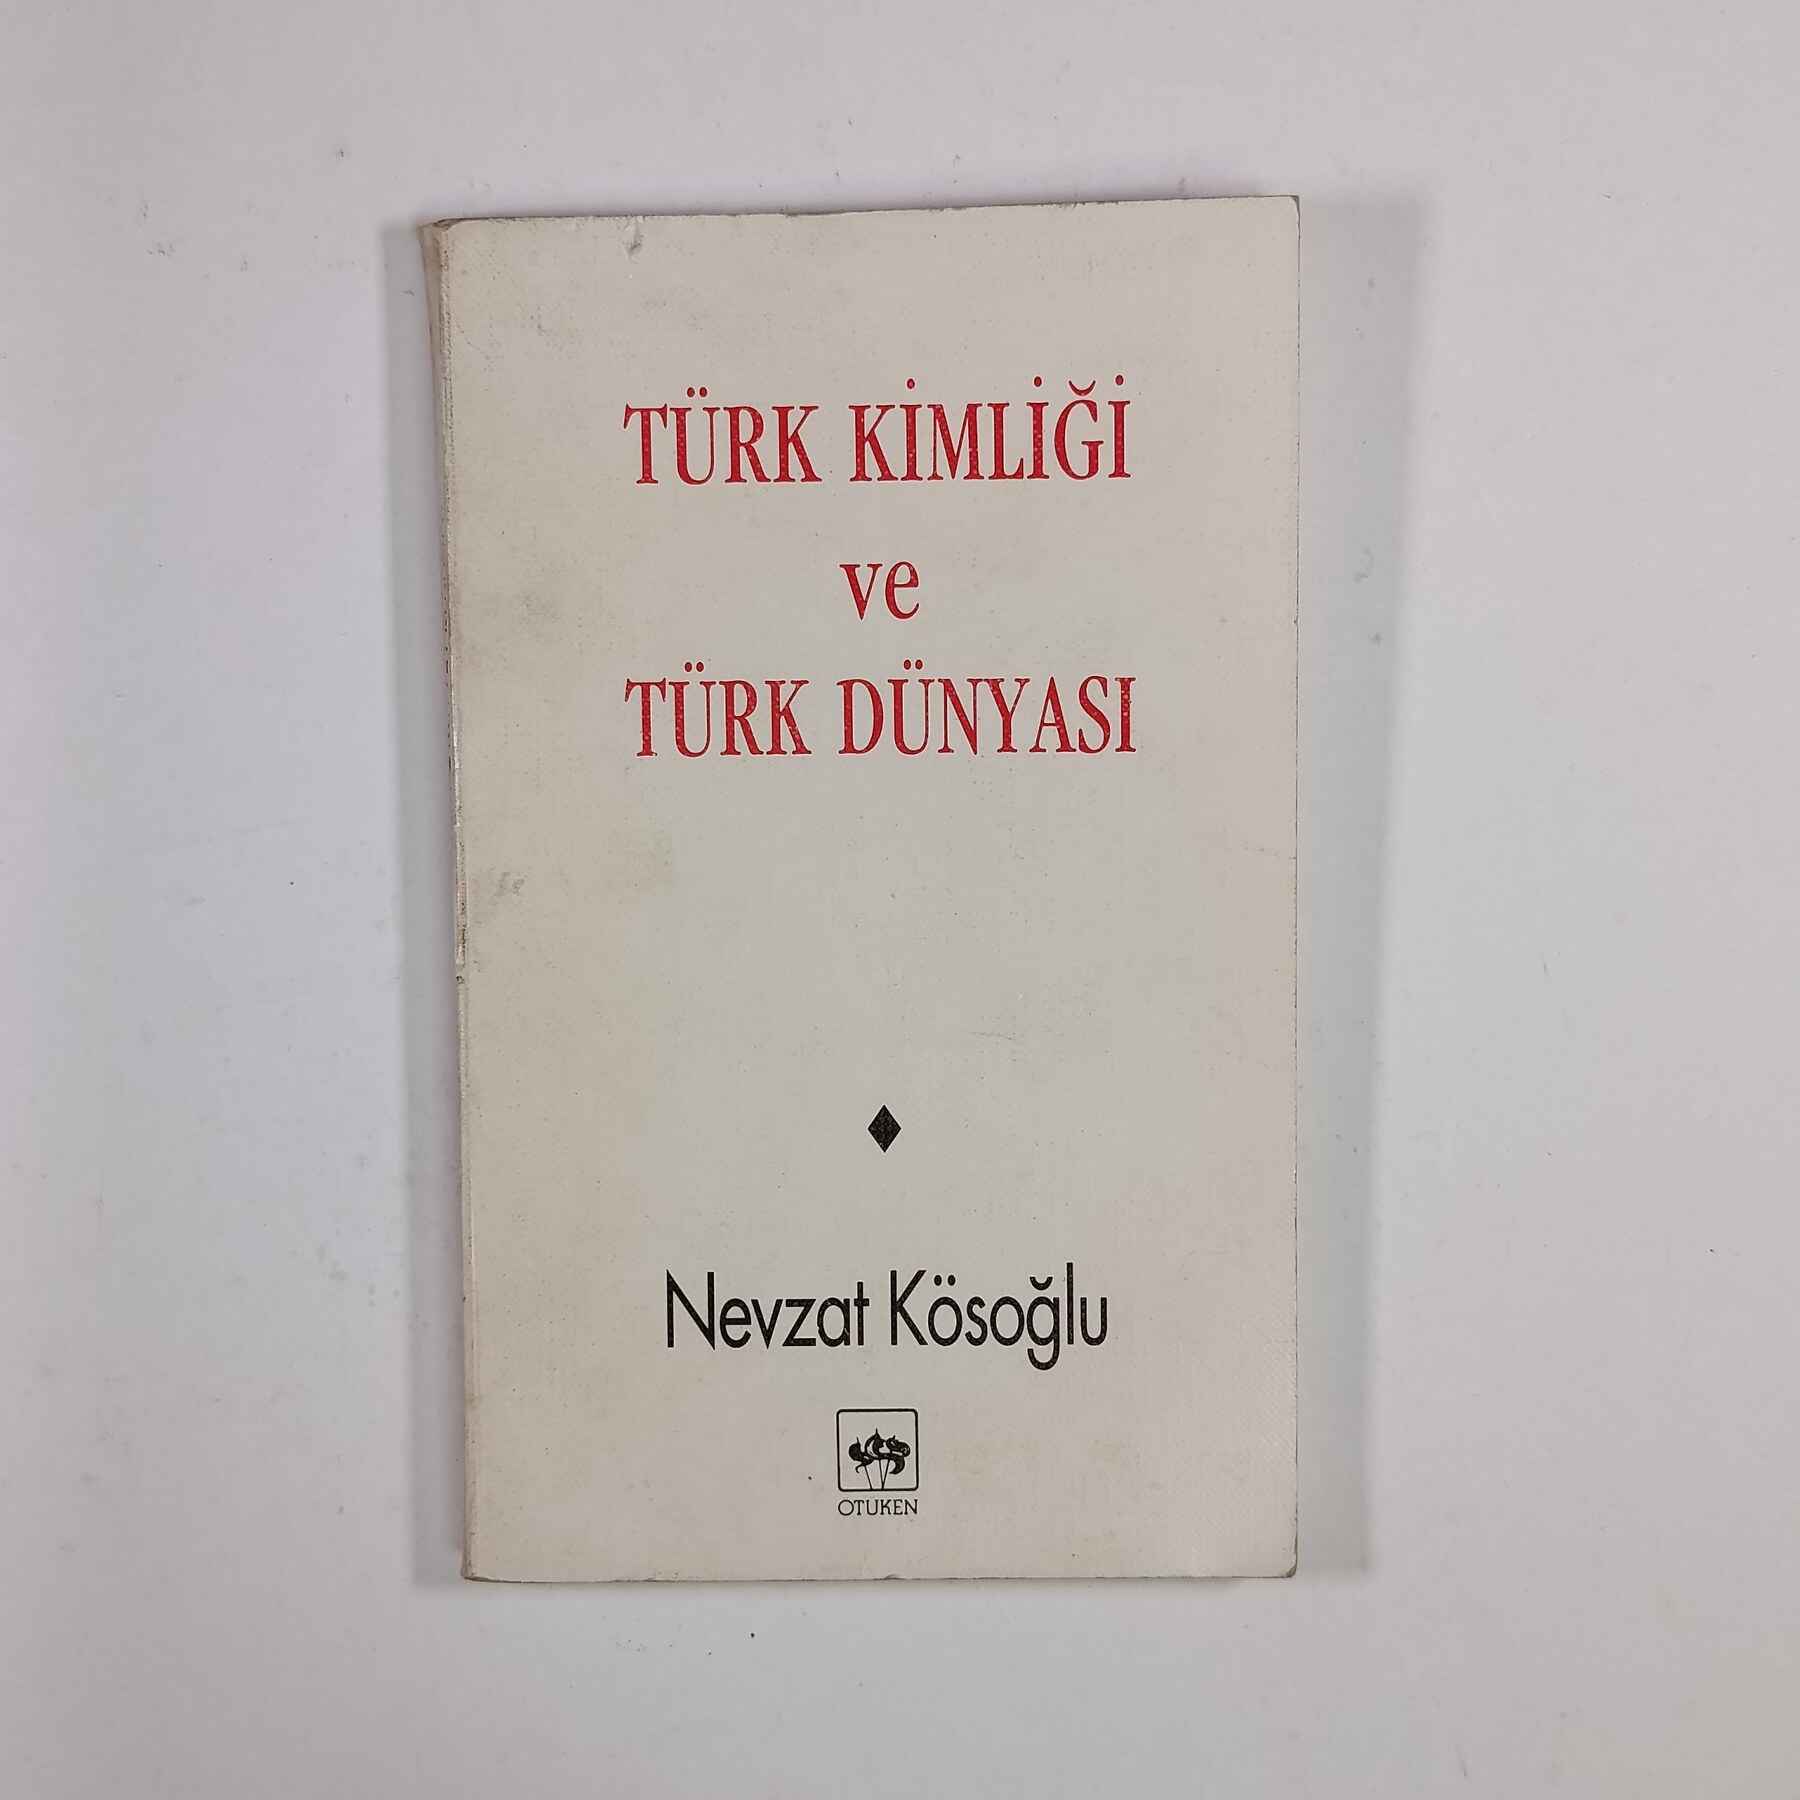 TÜRK KİMLİĞİ
ve
TÜRK DÜNYASI
Nevzat Kösoğlu
ÖTÜKEN